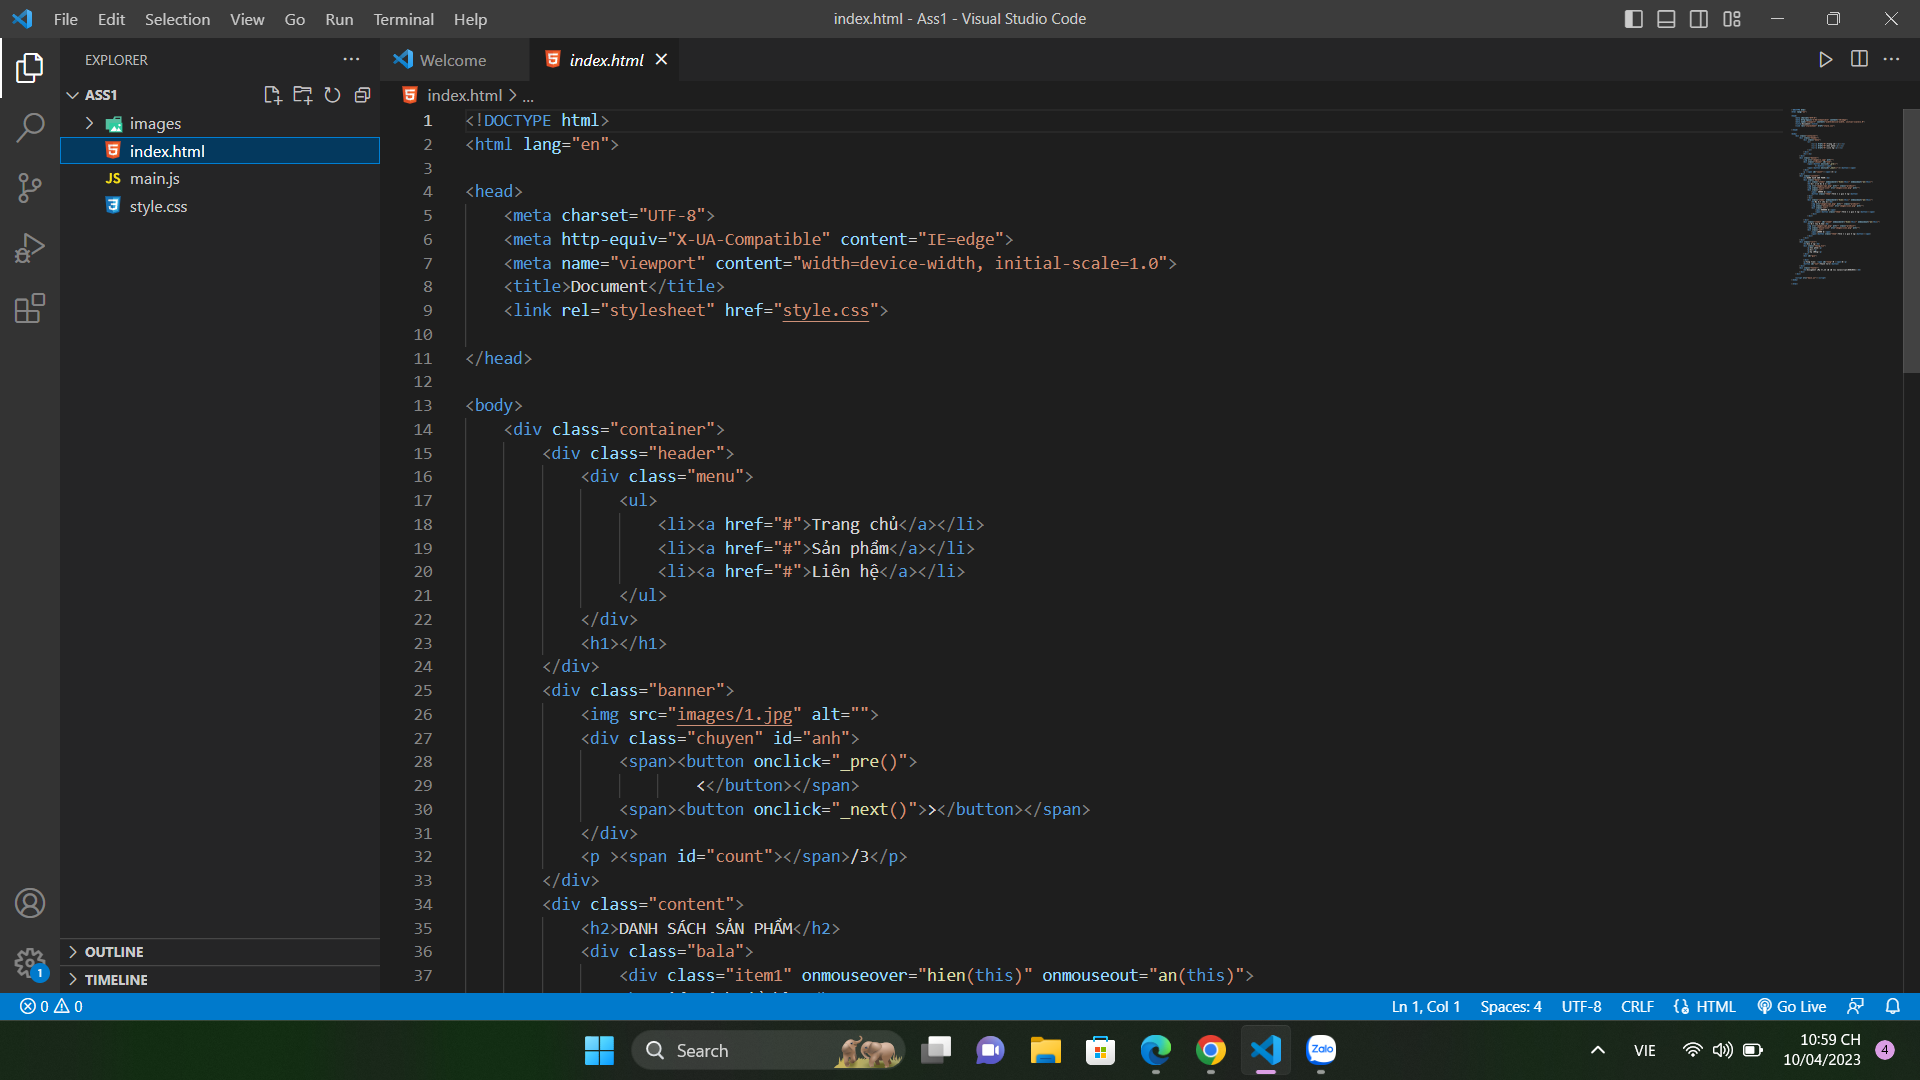 File Edit Selection View Go Run Terminal Help
index.html - Ass1 - Visual Studio Code
EXPLORER
ASS1
images
index.html
JS main.js
style.css
OUTLINE
TIMELINE
1
Welcome
index.html
index.html > ...
1 <!DOCTYPE html>
2 <html lang="en">
3
4 <head>
5 <meta charset="UTF-8">
6 <meta http-equiv="X-UA-Compatible" content="IE=edge">
7 <meta name="viewport" content="width=device-width, initial-scale=1.0">
8 <title>Document</title>
9 <link rel="stylesheet" href="style.css">
10
11 </head>
12
13 <body>
14 <div class="container">
15 <div class="header">
16 <div class="menu">
17 <ul>
18 <li><a href="#">Trang chủ</a></li>
19 <li><a href="#">Sản phẩm</a></li>
20 <li><a href="#">Liên hệ</a></li>
21 </ul>
22 </div>
23 <h1></h1>
24 </div>
25 <div class="banner">
26 <img src="images/1.jpg" alt="">
27 <div class="chuyen" id="anh">
28 <span><button onclick="_pre()">
29 <</button></span>
30 <span><button onclick="_next()">></button></span>
31 </div>
32 <p ><span id="count"></span>/3</p>
33 </div>
34 <div class="content">
35 <h2>DANH SÁCH SẢN PHẨM</h2>
36 <div class="bala">
37 <div class="item1" onmouseover="hien(this)" onmouseout="an(this)">
0 0
Ln 1, Col 1 Spaces: 4 UTF-8 CRLF HTML Go Live
Search
Zalo
VIE
10:59 CH
10/04/2023
4